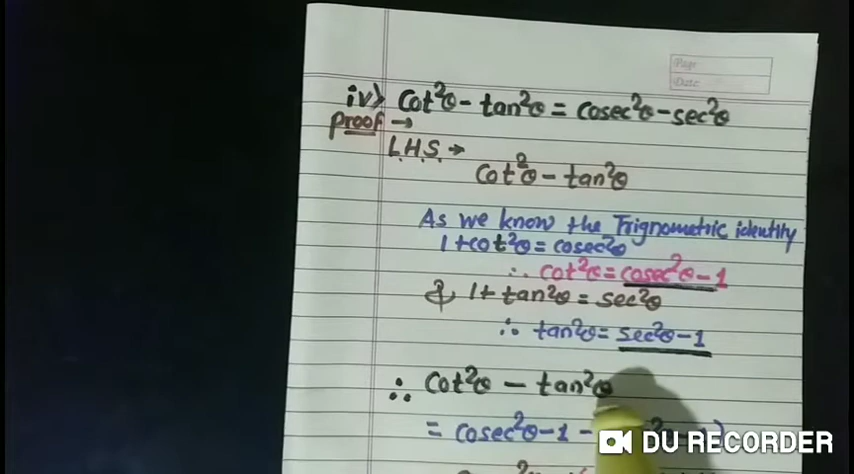 Page
Date
iv) cot²θ - tan²θ = cosec²θ - sec²θ
Proof →
L.H.S. →
cot²θ - tan²θ
As we know the Trignometric identity
1 + cot²θ = cosec²θ
∴ cot²θ = cosec²θ - 1
& 1 + tan²θ = sec²θ
∴ tan²θ = sec²θ - 1
∴ cot²θ - tan²θ
= cosec²θ - 1 -
DU RECORDER